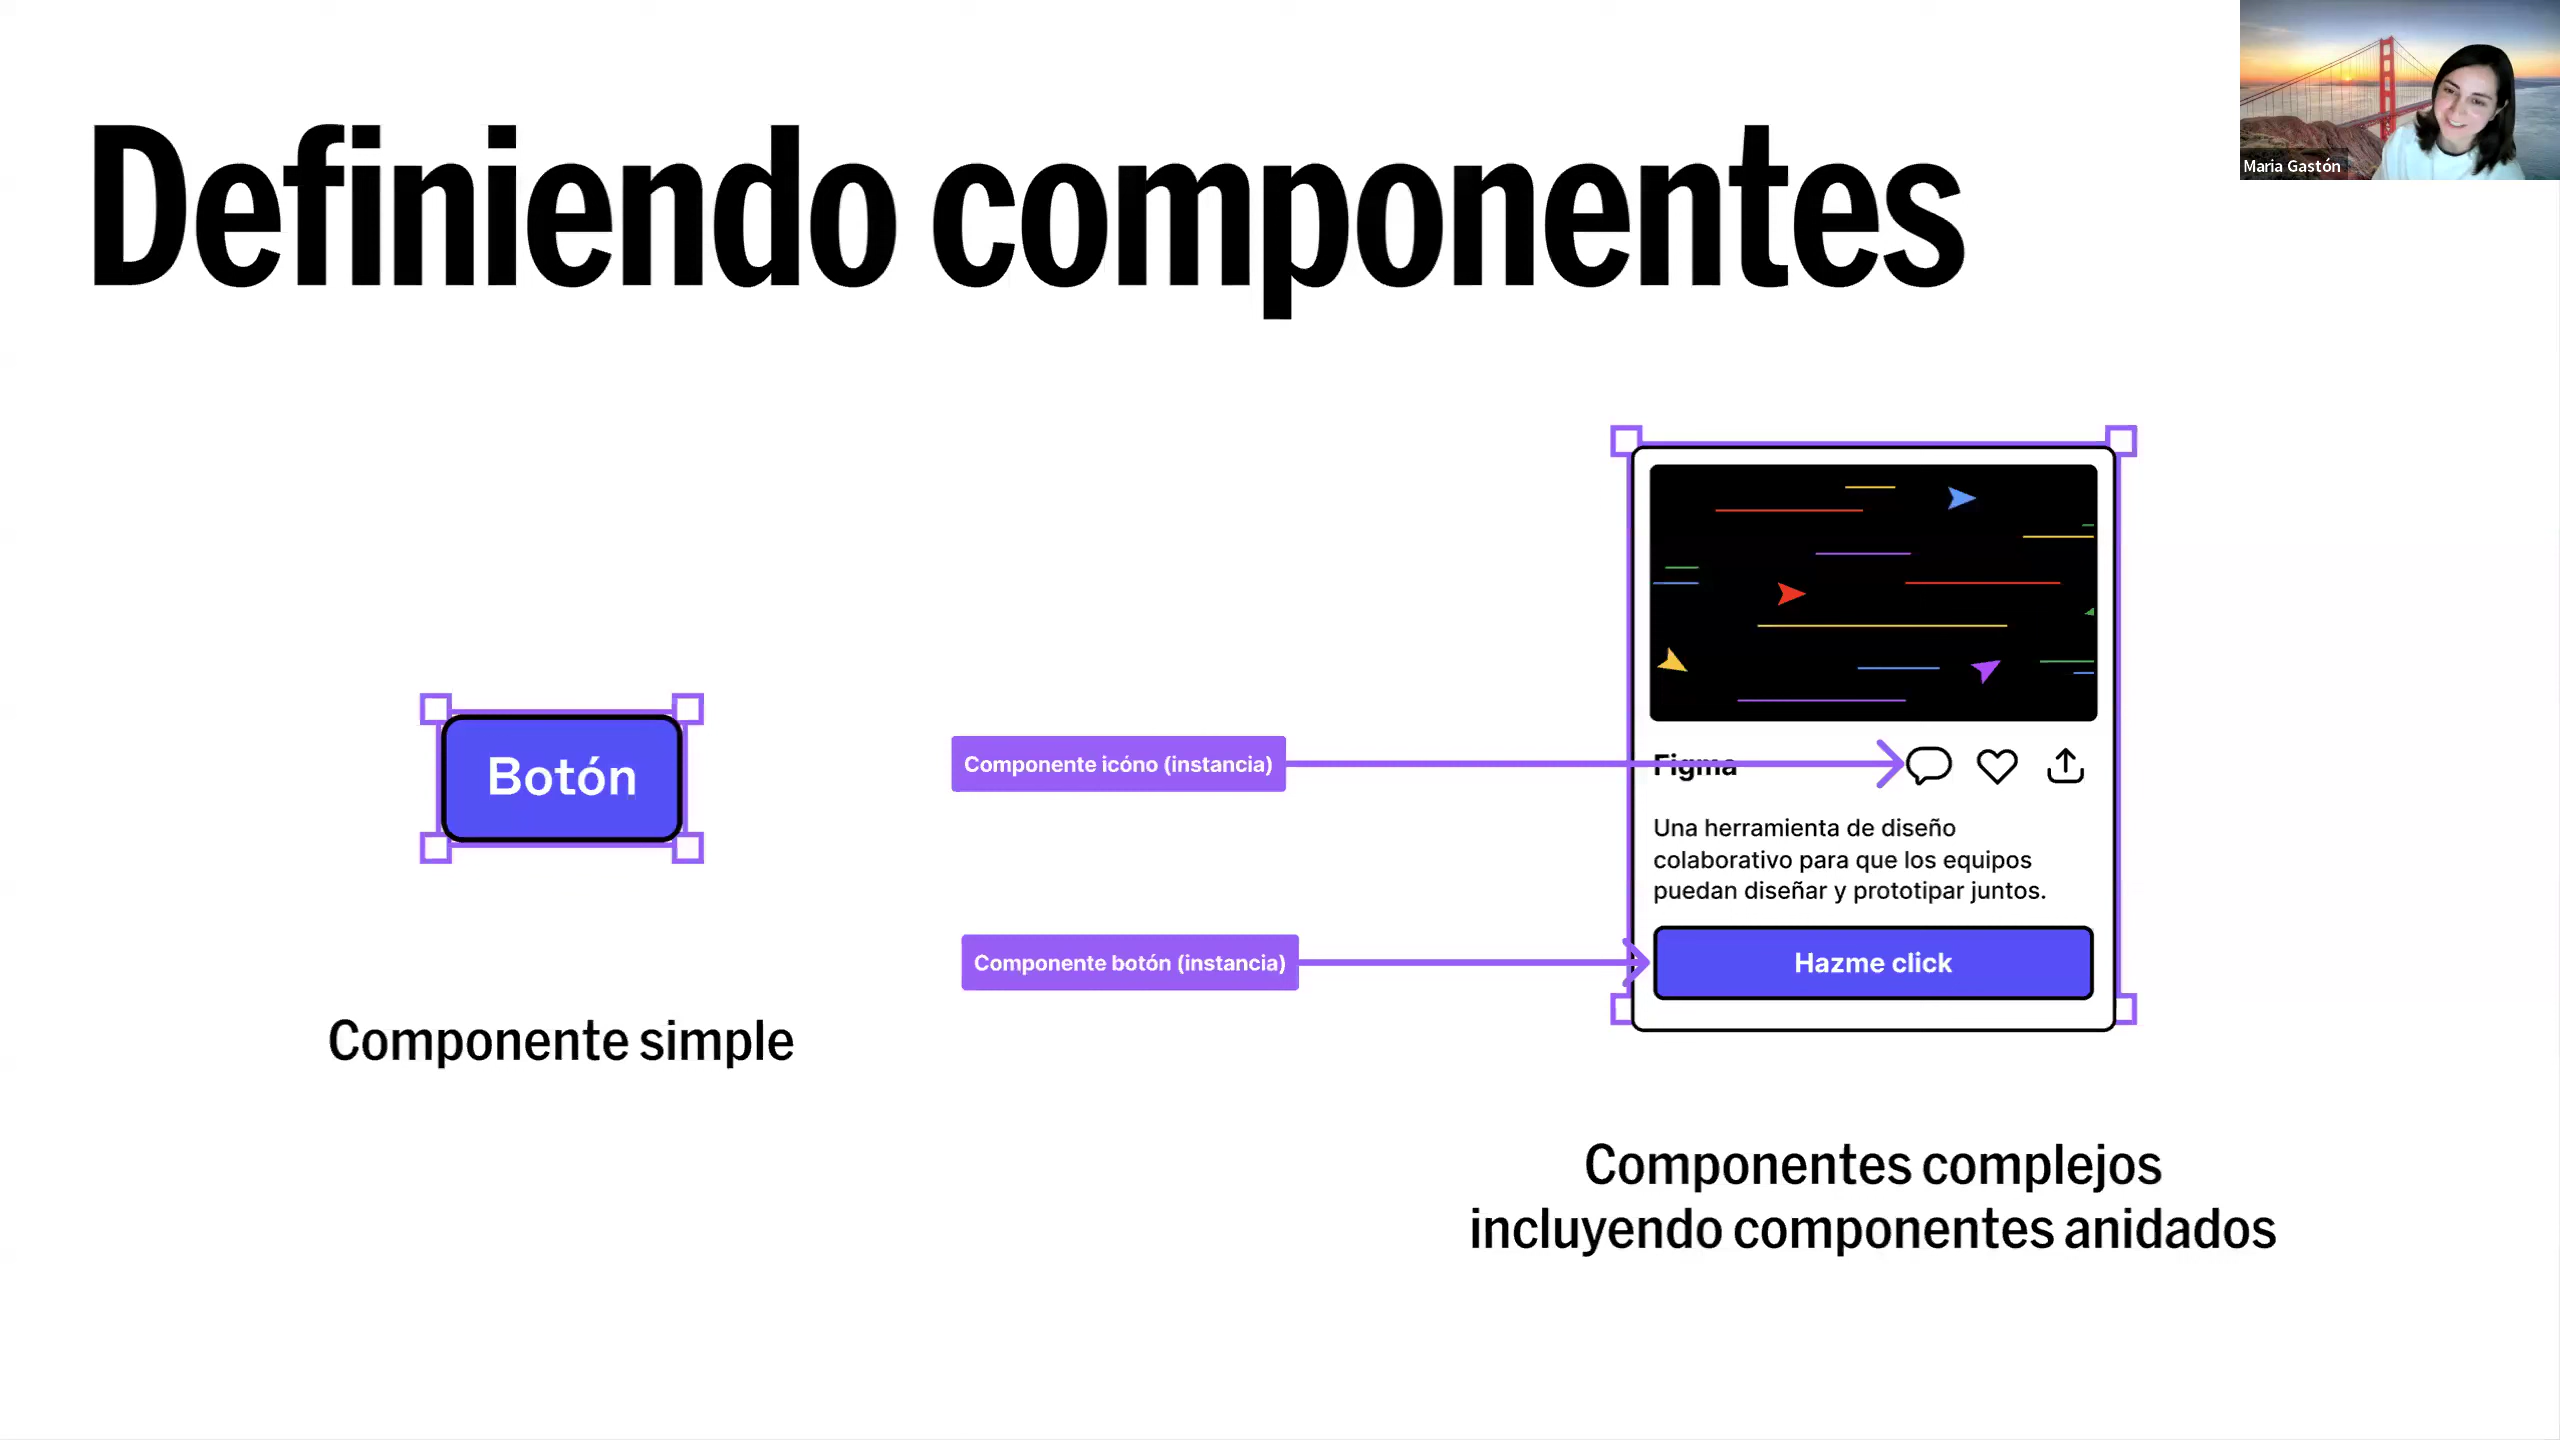 Definiendo componentes
Maria Gastón
Botón
Componente simple
Componente icóno (instancia)
Componente botón (instancia)
Figma
Una herramienta de diseño
colaborativo para que los equipos
puedan diseñar y prototipar juntos.
Hazme click
Componentes complejos
incluyendo componentes anidados